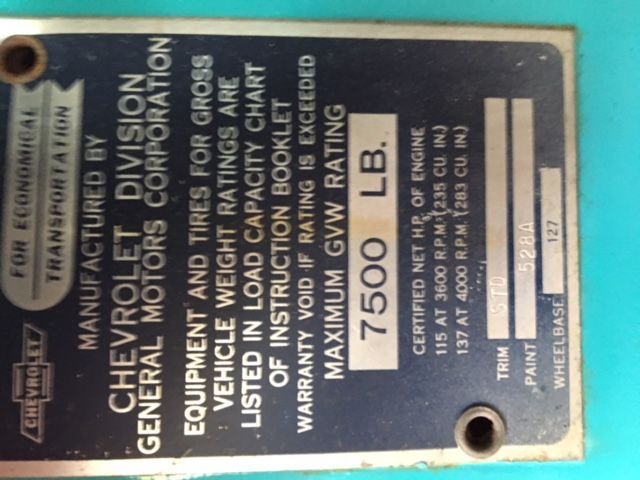 CHEVROLET
FOR ECONOMICAL
TRANSPORTATION
MANUFACTURED BY
CHEVROLET DIVISION
GENERAL MOTORS CORPORATION
EQUIPMENT AND TIRES FOR GROSS
VEHICLE WEIGHT RATINGS ARE
LISTED IN LOAD CAPACITY CHART
OF INSTRUCTION BOOKLET
WARRANTY VOID IF RATING IS EXCEEDED
MAXIMUM GVW RATING
7500 LB.
CERTIFIED NET H.P. OF ENGINE
115 AT 3600 R.P.M. (235 CU. IN.)
137 AT 4000 R.P.M. (283 CU. IN.)
TRIM STD
PAINT 528A
WHEELBASE 127